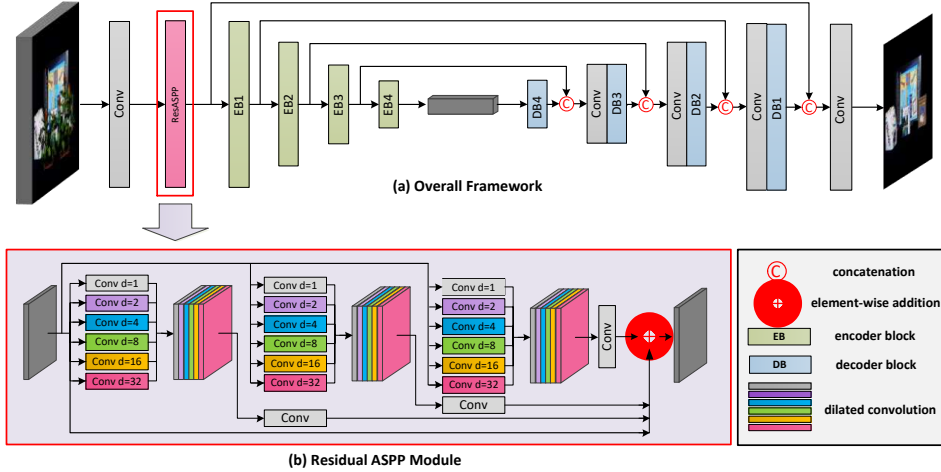 Conv
ResASPP
EB1
EB2
EB3
EB4
DB4
C
Conv
DB3
C
Conv
DB2
C
Conv
DB1
C
Conv
(a) Overall Framework
Conv d=1
Conv d=2
Conv d=4
Conv d=8
Conv d=16
Conv d=32
Conv
Conv d=1
Conv d=2
Conv d=4
Conv d=8
Conv d=16
Conv d=32
Conv
Conv d=1
Conv d=2
Conv d=4
Conv d=8
Conv d=16
Conv d=32
Conv
(b) Residual ASPP Module
C
concatenation
element-wise addition
EB
encoder block
DB
decoder block
dilated convolution